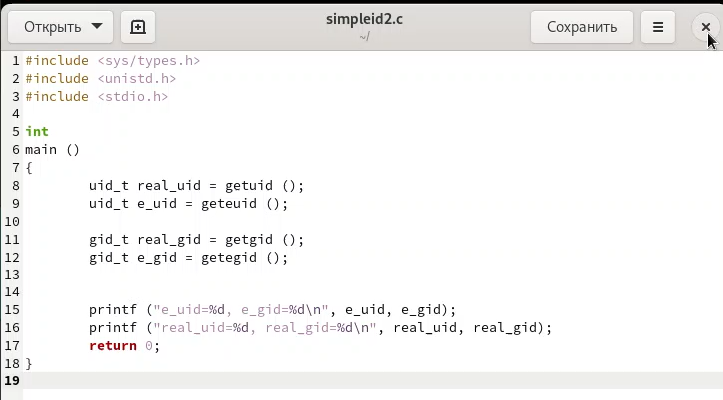 Открыть
simpleid2.c
~/
Сохранить
1 #include <sys/types.h>
2 #include <unistd.h>
3 #include <stdio.h>
4
5 int
6 main ()
7 {
8         uid_t real_uid = getuid ();
9         uid_t e_uid = geteuid ();
10
11         gid_t real_gid = getgid ();
12         gid_t e_gid = getegid ();
13
14
15         printf ("e_uid=%d, e_gid=%d\n", e_uid, e_gid);
16         printf ("real_uid=%d, real_gid=%d\n", real_uid, real_gid);
17         return 0;
18 }
19